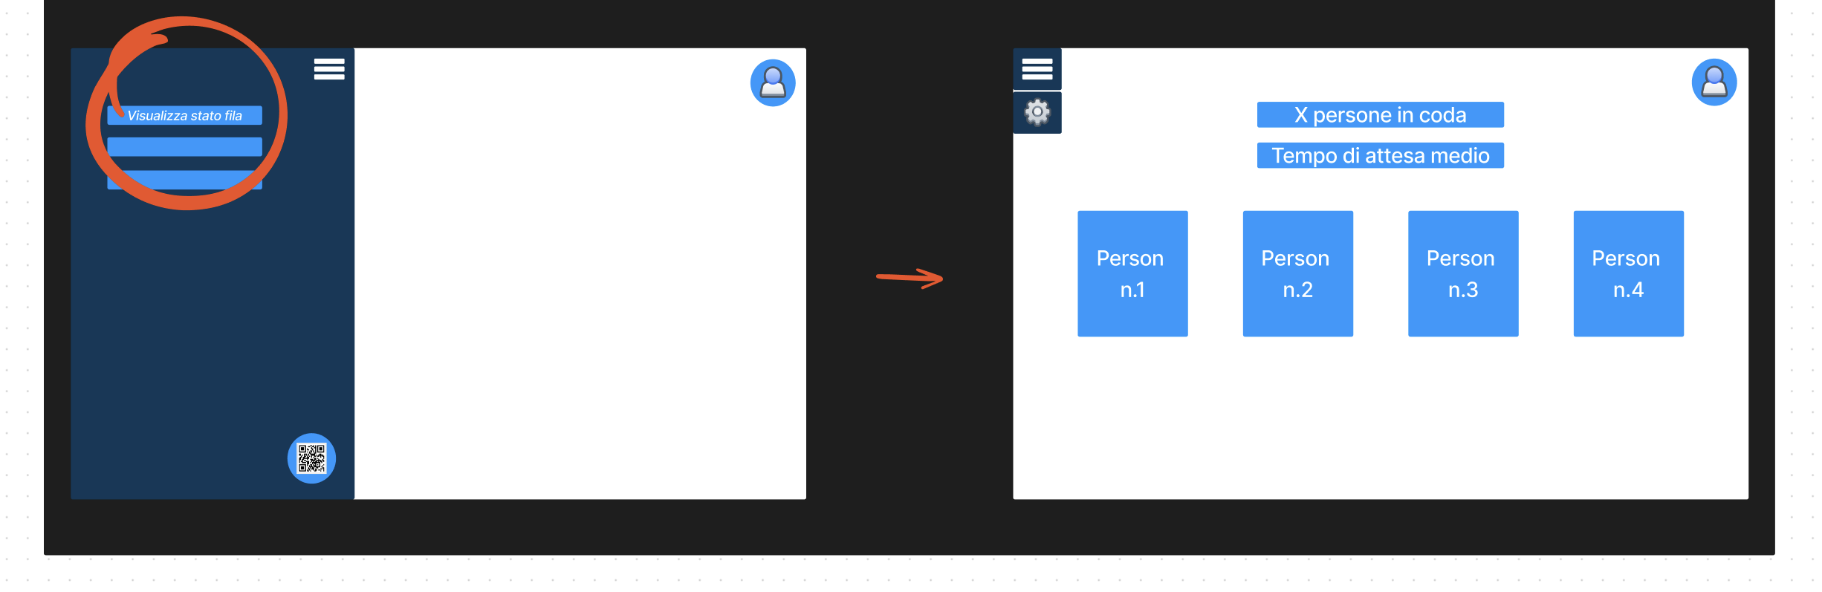 Visualizza stato fila
X persone in coda
Tempo di attesa medio
Person
n.1
Person
n.2
Person
n.3
Person
n.4